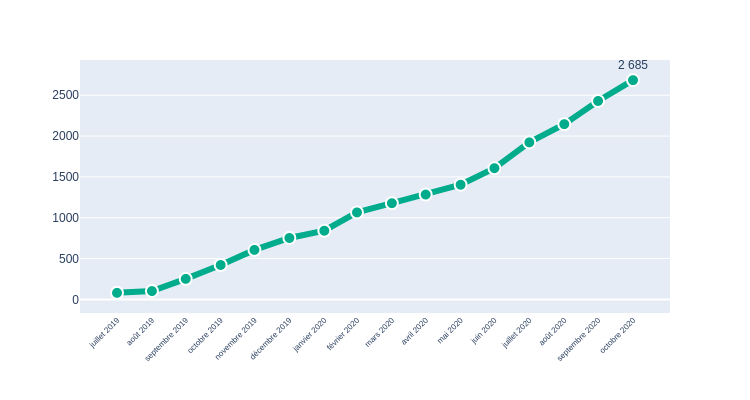 2 685
2500
2000
1500
1000
500
0
juillet 2019
août 2019
septembre 2019
octobre 2019
novembre 2019
décembre 2019
janvier 2020
février 2020
mars 2020
avril 2020
mai 2020
juin 2020
juillet 2020
août 2020
septembre 2020
octobre 2020